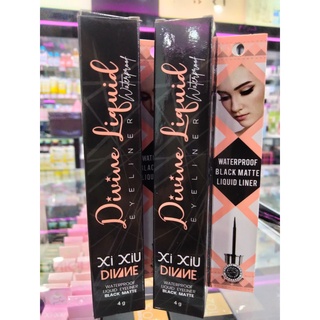 Divine Liquid
EYELINER Waterproof
Xi XiU
DIVINE
WATERPROOF
LIQUID EYELINER
BLACK MATTE
4 g
Divine Liquid
EYELINER Waterproof
Xi XiU
DIVINE
WATERPROOF
LIQUID EYELINER
BLACK MATTE
4 g
WATERPROOF
BLACK MATTE
LIQUID LINER